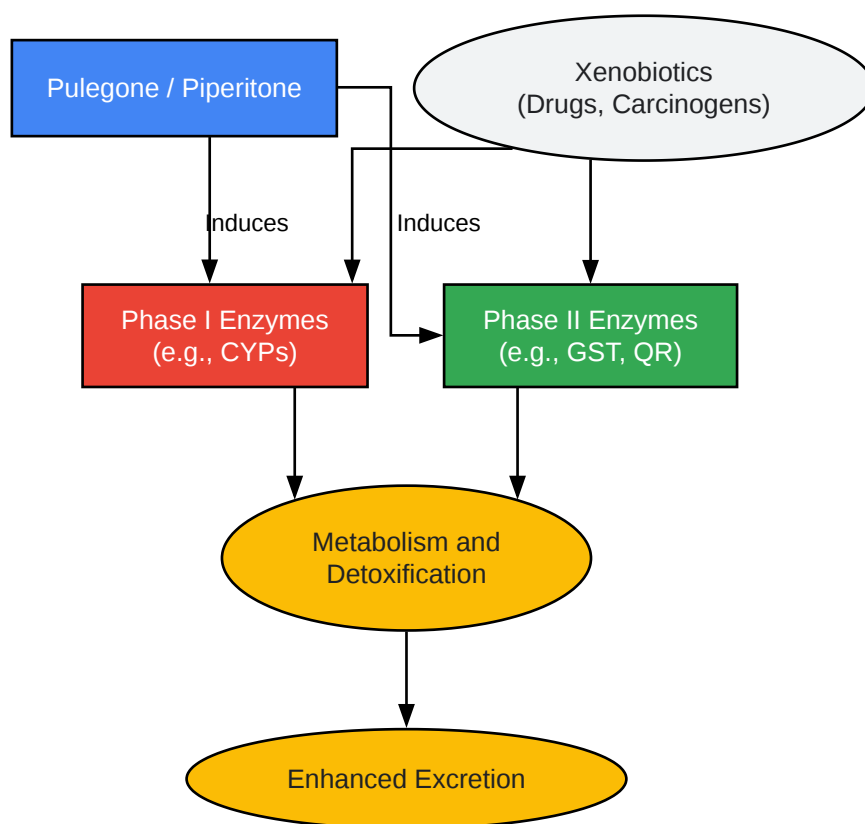 Pulegone / Piperitone
Xenobiotics
(Drugs, Carcinogens)
Induces
Induces
Phase I Enzymes
(e.g., CYPs)
Phase II Enzymes
(e.g., GST, QR)
Metabolism and
Detoxification
Enhanced Excretion